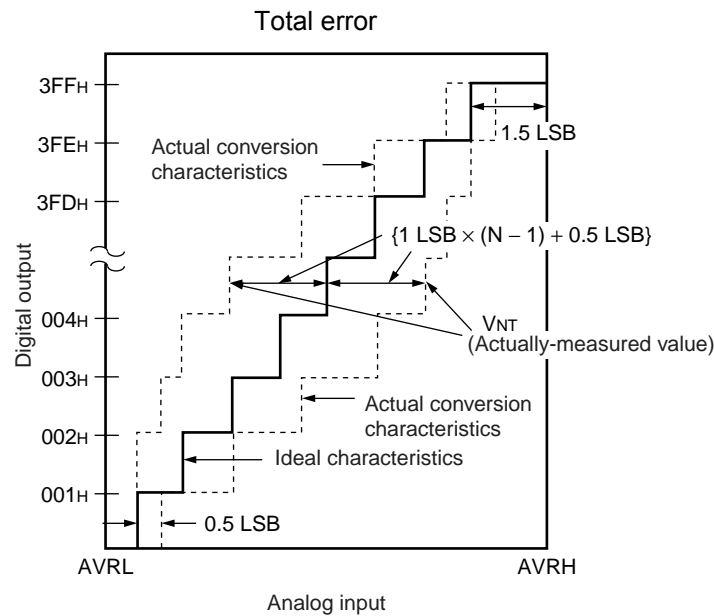 Total error
3FFH
3FEH
3FDH
004H
003H
002H
001H
Digital output
Actual conversion
characteristics
1.5 LSB
{1 LSB × (N − 1) + 0.5 LSB}
VNT
(Actually-measured value)
Actual conversion
characteristics
Ideal characteristics
0.5 LSB
AVRL
AVRH
Analog input